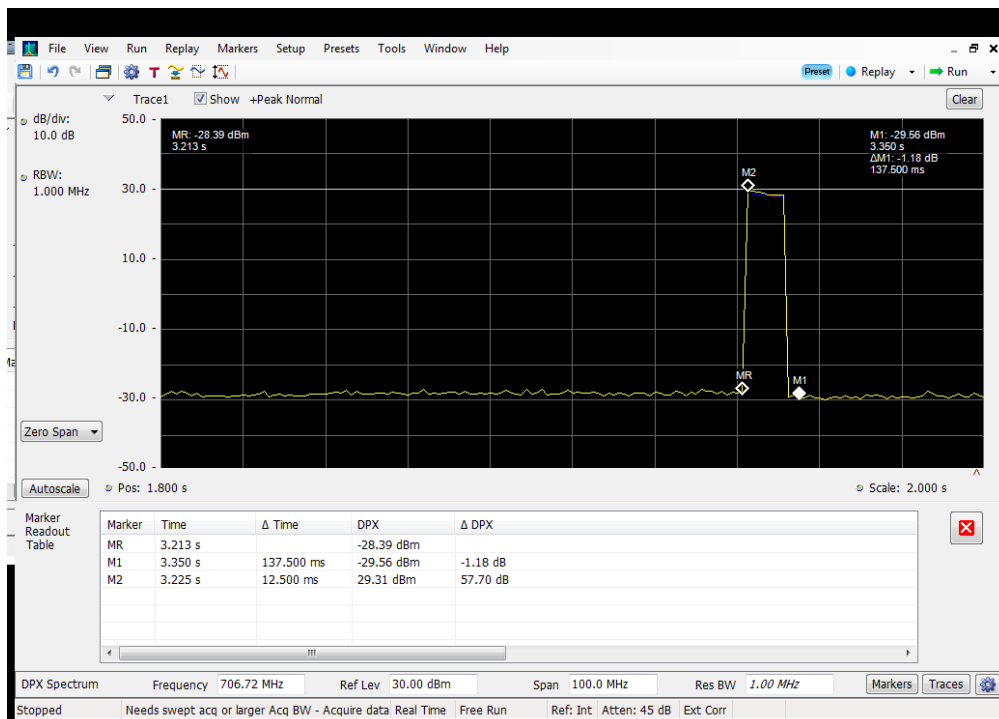 File View Run Replay Markers Setup Presets Tools Window Help
T Preset Replay Run
Trace1 Show +Peak Normal Clear
dB/div:
10.0 dB
RBW:
1.000 MHz
50.0
30.0
10.0
-10.0
-30.0
-50.0
MR: -28.39 dBm
3.213 s
M1: -29.56 dBm
3.350 s
ΔM1: -1.18 dB
137.500 ms
M2
MR
M1
Zero Span
Autoscale Pos: 1.800 s Scale: 2.000 s
Marker
Readout
Table
Marker Time Δ Time DPX Δ DPX
MR 3.213 s -28.39 dBm
M1 3.350 s 137.500 ms -29.56 dBm -1.18 dB
M2 3.225 s 12.500 ms 29.31 dBm 57.70 dB
DPX Spectrum Frequency 706.72 MHz Ref Lev 30.00 dBm Span 100.0 MHz Res BW 1.00 MHz Markers Traces
Stopped Needs swept acq or larger Acq BW - Acquire data Real Time Free Run Ref: Int Atten: 45 dB Ext Corr